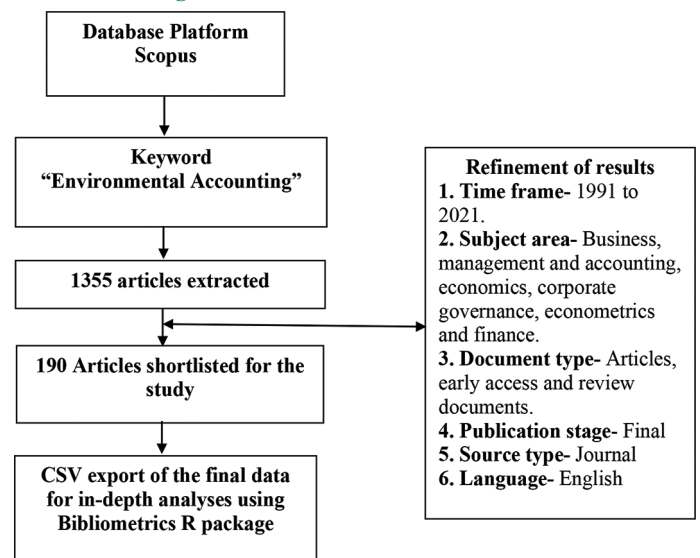 Database Platform
Scopus
Keyword
“Environmental Accounting”
1355 articles extracted
190 Articles shortlisted for the
study
CSV export of the final data
for in-depth analyses using
Bibliometrics R package
Refinement of results
1. Time frame- 1991 to
2021.
2. Subject area- Business,
management and accounting,
economics, corporate
governance, econometrics
and finance.
3. Document type- Articles,
early access and review
documents.
4. Publication stage- Final
5. Source type- Journal
6. Language- English